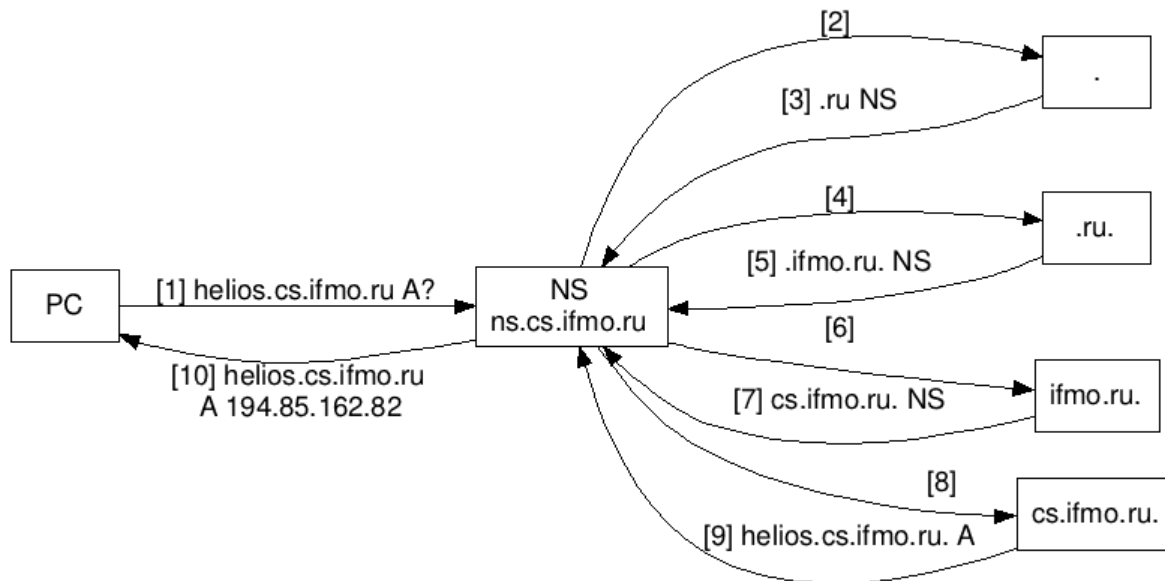 [2]
.
[3] .ru NS
[4]
.ru.
[5] .ifmo.ru. NS
PC
[1] helios.cs.ifmo.ru A?
NS
ns.cs.ifmo.ru
[6]
[10] helios.cs.ifmo.ru
A 194.85.162.82
[7] cs.ifmo.ru. NS
ifmo.ru.
[8]
cs.ifmo.ru.
[9] helios.cs.ifmo.ru. A